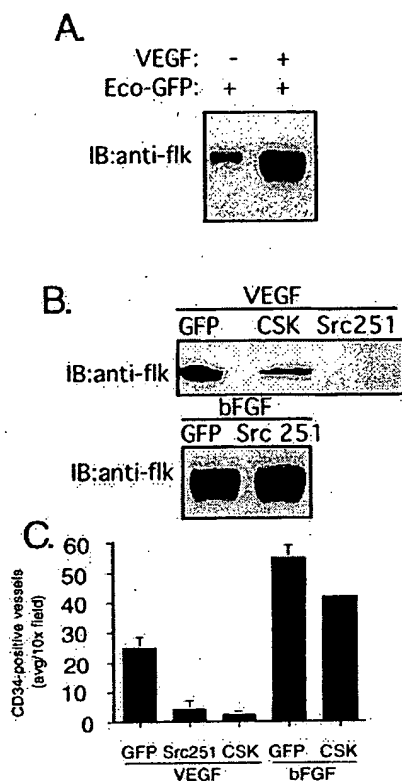 A.
VEGF: - +
Eco-GFP: + +
IB:anti-flk
B.
VEGF
GFP CSK Src251
IB:anti-flk
bFGF
GFP Src 251
IB:anti-flk
C.
CD34-positive vessels
(avg/10x field)
60
50
40
30
20
10
0
GFP Src251 CSK GFP CSK
VEGF bFGF